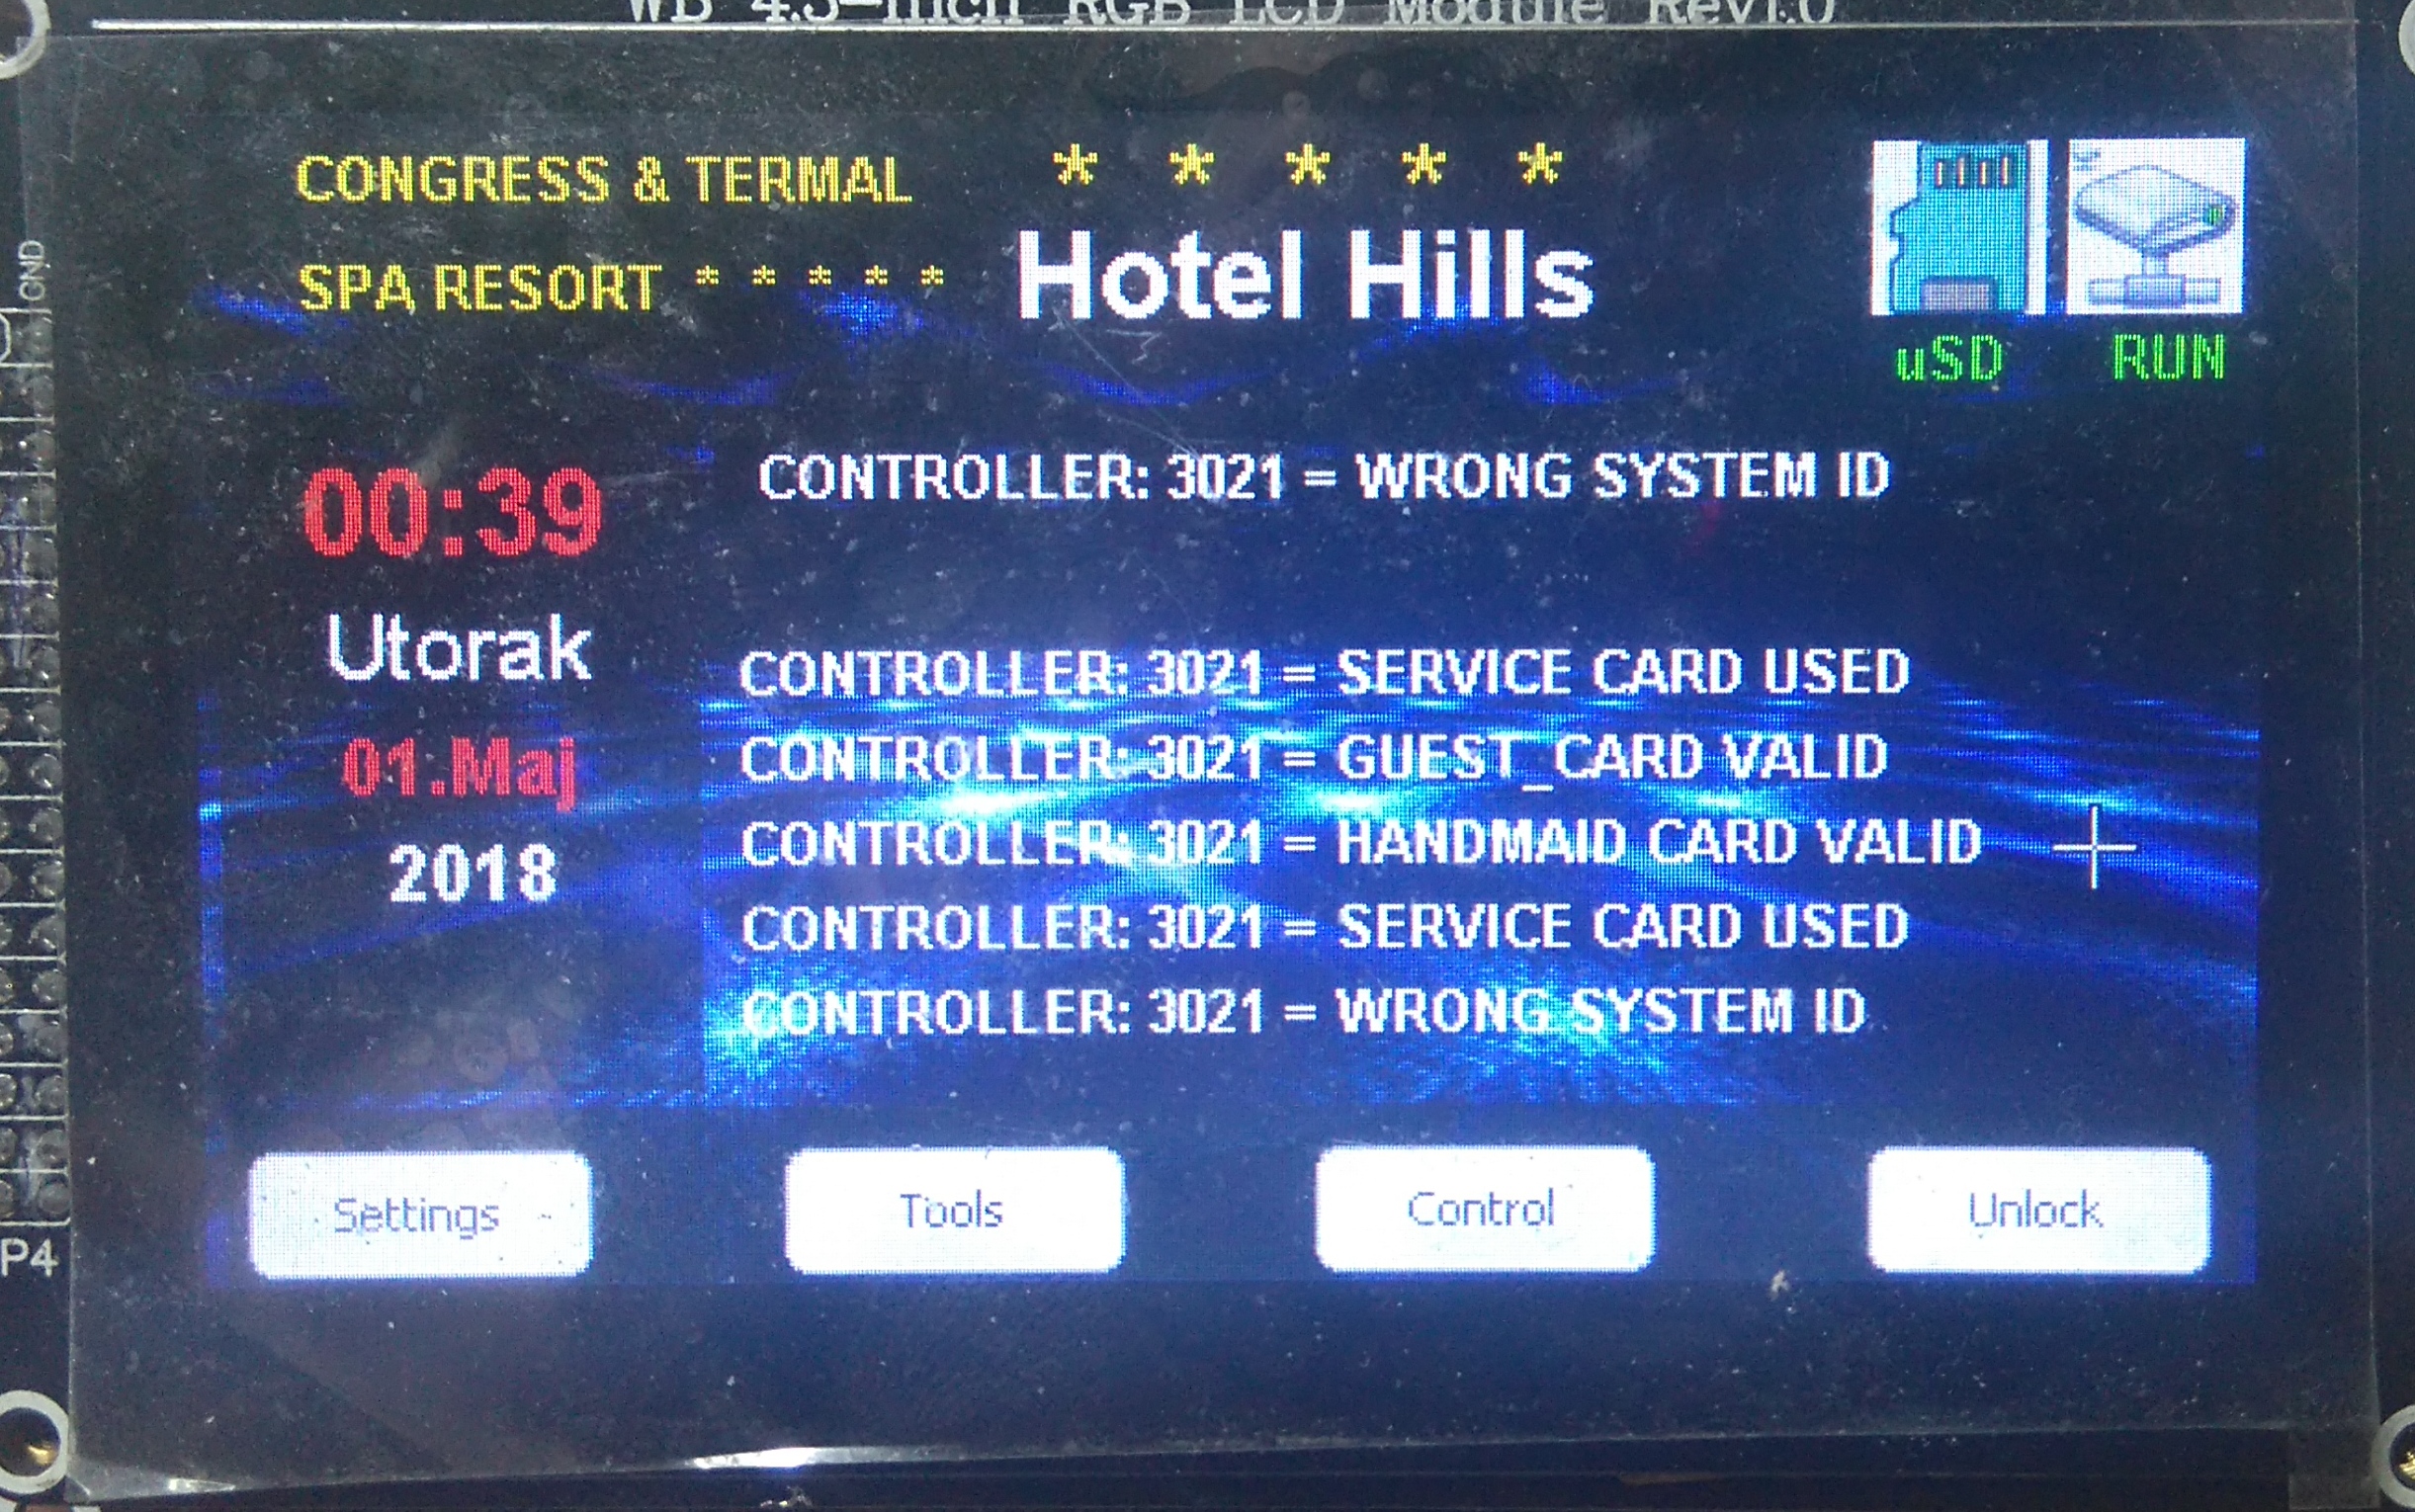 WB 4.3-inch RGB LCD Module Rev1.0
CONGRESS & TERMAL * * * * *
SPA RESORT * * * * * Hotel Hills
uSD RUN
GND
00:39
CONTROLLER: 3021 = WRONG SYSTEM ID
Utorak
01.Maj
2018
CONTROLLER: 3021 = SERVICE CARD USED
CONTROLLER: 3021 = GUEST_CARD VALID
CONTROLLER: 3021 = HANDMAID CARD VALID
CONTROLLER: 3021 = SERVICE CARD USED
CONTROLLER: 3021 = WRONG SYSTEM ID
Settings Tools Control Unlock
P4